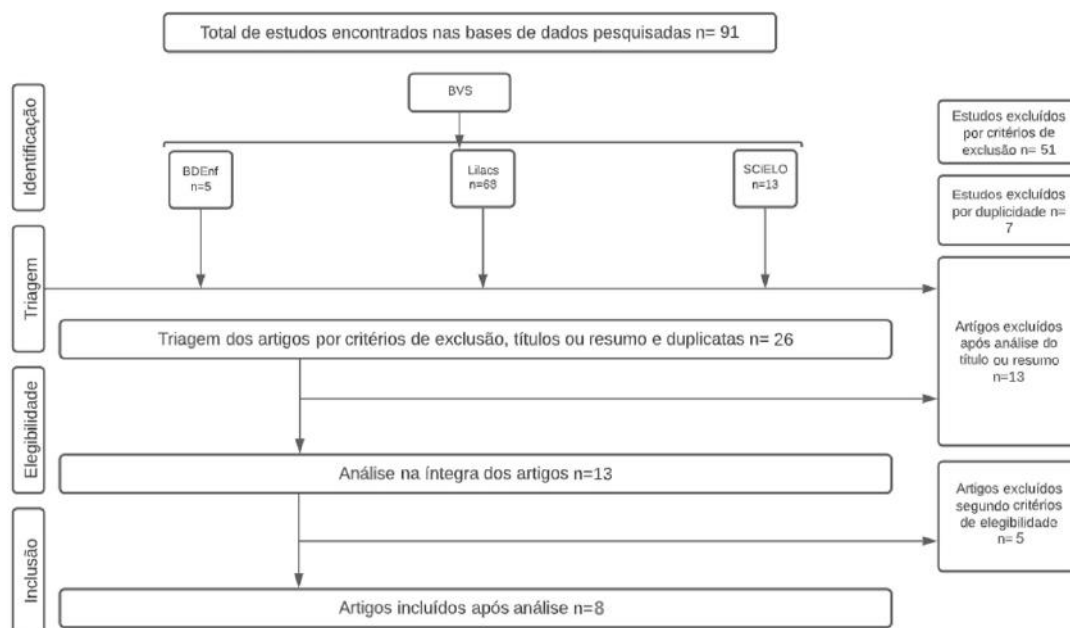 Total de estudos encontrados nas bases de dados pesquisadas n= 91
Identificação
BVS
BDEnf
n=5
Lilacs
n=68
SCiELO
n=13
Estudos excluídos
por critérios de
exclusão n= 51
Estudos excluídos
por duplicidade n=
7
Triagem
Triagem dos artigos por critérios de exclusão, títulos ou resumo e duplicatas n= 26
Artígos excluídos
após análise do
título ou resumo
n=13
Elegibilidade
Análise na íntegra dos artigos n=13
Artigos excluídos
segundo critérios
de elegibilidade
n= 5
Inclusão
Artigos incluídos após análise n=8